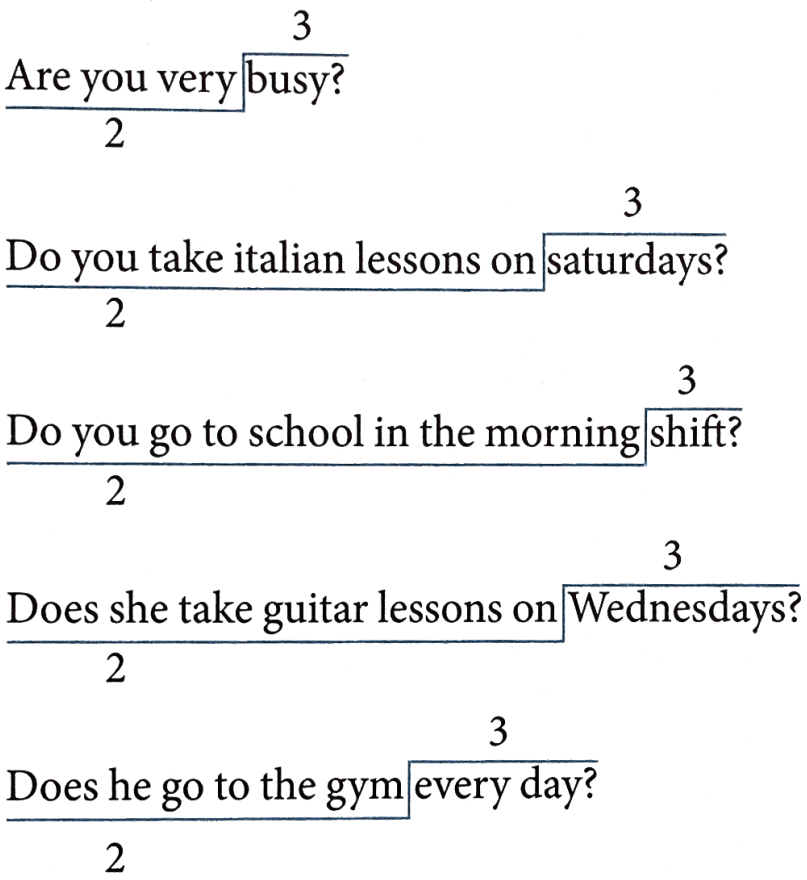 3
Are you very busy?
2
3
Do you take italian lessons on saturdays?
2
3
Do you go to school in the morning shift?
2
3
Does she take guitar lessons on Wednesdays?
2
3
Does he go to the gym every day?
2